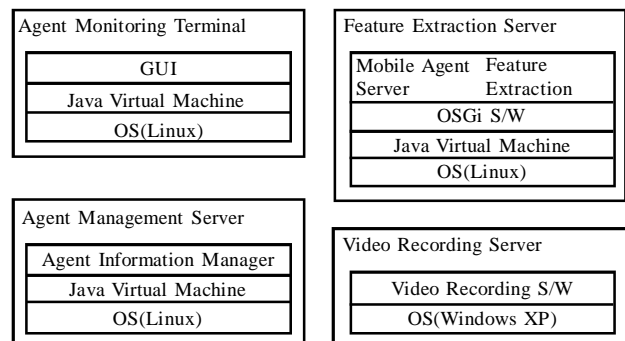 Agent Monitoring Terminal
GUI
Java Virtual Machine
OS(Linux)
Feature Extraction Server
Mobile Agent Feature
Server Extraction
OSGi S/W
Java Virtual Machine
OS(Linux)
Agent Management Server
Agent Information Manager
Java Virtual Machine
OS(Linux)
Video Recording Server
Video Recording S/W
OS(Windows XP)